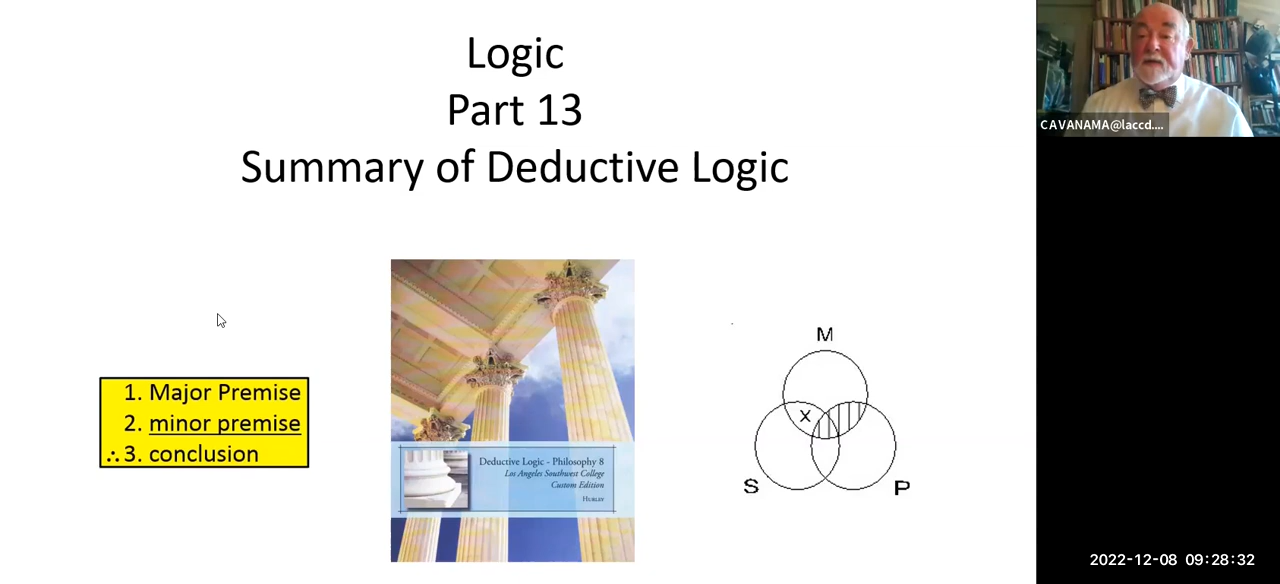 Logic
Part 13
Summary of Deductive Logic
CAVANAMA@laccd....
1. Major Premise
2. minor premise
∴ 3. conclusion
Deductive Logic - Philosophy 8
Los Angeles Southwest College
Custom Edition
HURLEY
M
X
S
P
2022-12-08 09:28:32